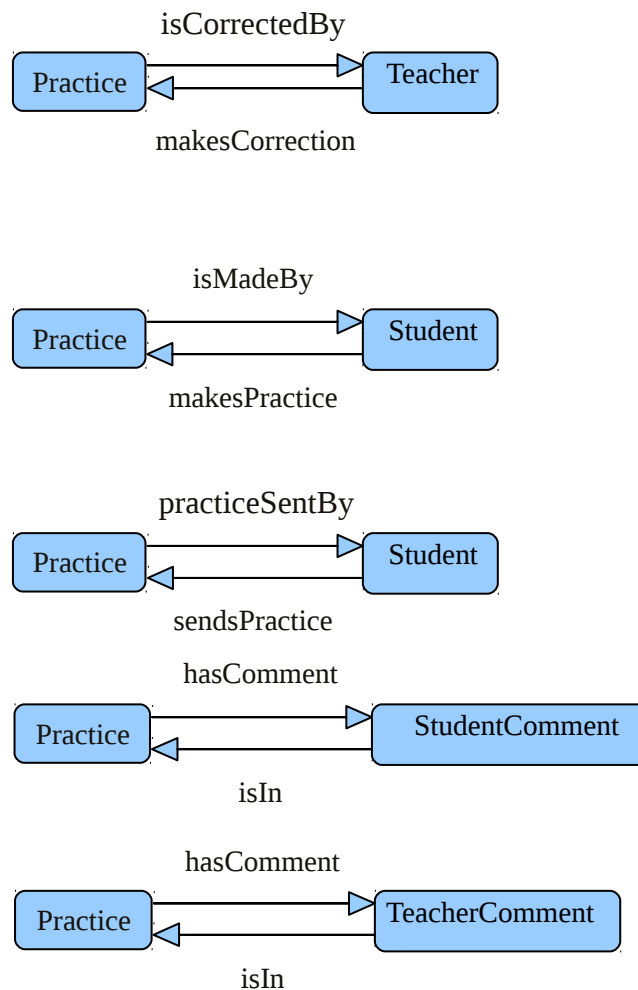 isCorrectedBy
Practice
Teacher
makesCorrection
isMadeBy
Practice
Student
makesPractice
practiceSentBy
Practice
Student
sendsPractice
hasComment
Practice
StudentComment
isIn
hasComment
Practice
TeacherComment
isIn